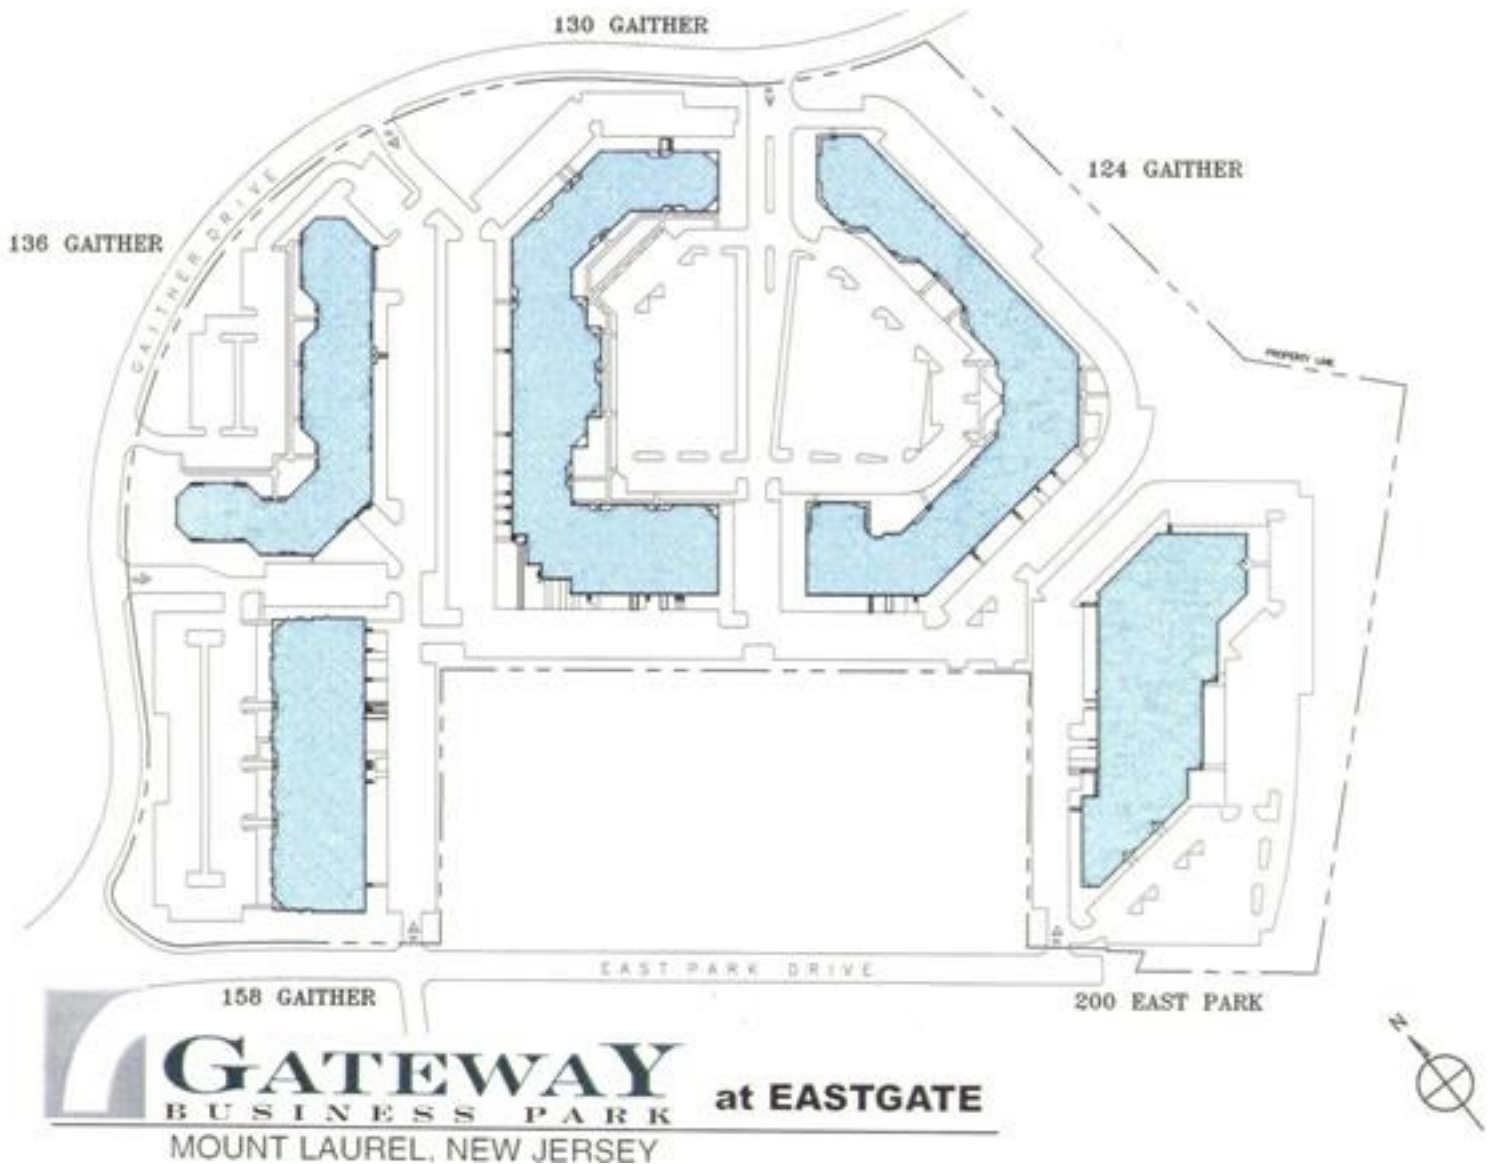 130 GAITHER
124 GAITHER
136 GAITHER
GAITHER DRIVE
PROPERTY LINE
EAST PARK DRIVE
158 GAITHER
200 EAST PARK
N
GATEWAY
BUSINESS PARK
at EASTGATE
MOUNT LAUREL, NEW JERSEY